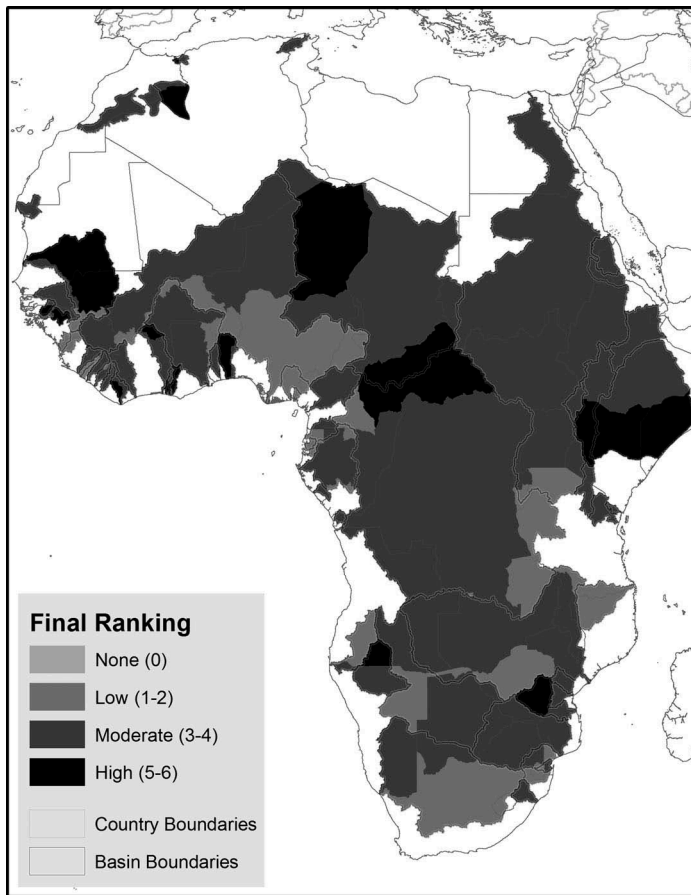 Final Ranking
None (0)
Low (1-2)
Moderate (3-4)
High (5-6)
Country Boundaries
Basin Boundaries